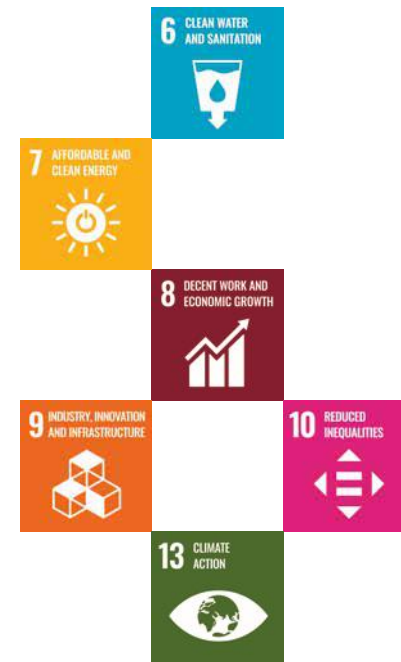 6 CLEAN WATER
AND SANITATION
7 AFFORDABLE AND
CLEAN ENERGY
8 DECENT WORK AND
ECONOMIC GROWTH
9 INDUSTRY, INNOVATION
AND INFRASTRUCTURE
10 REDUCED
INEQUALITIES
13 CLIMATE
ACTION